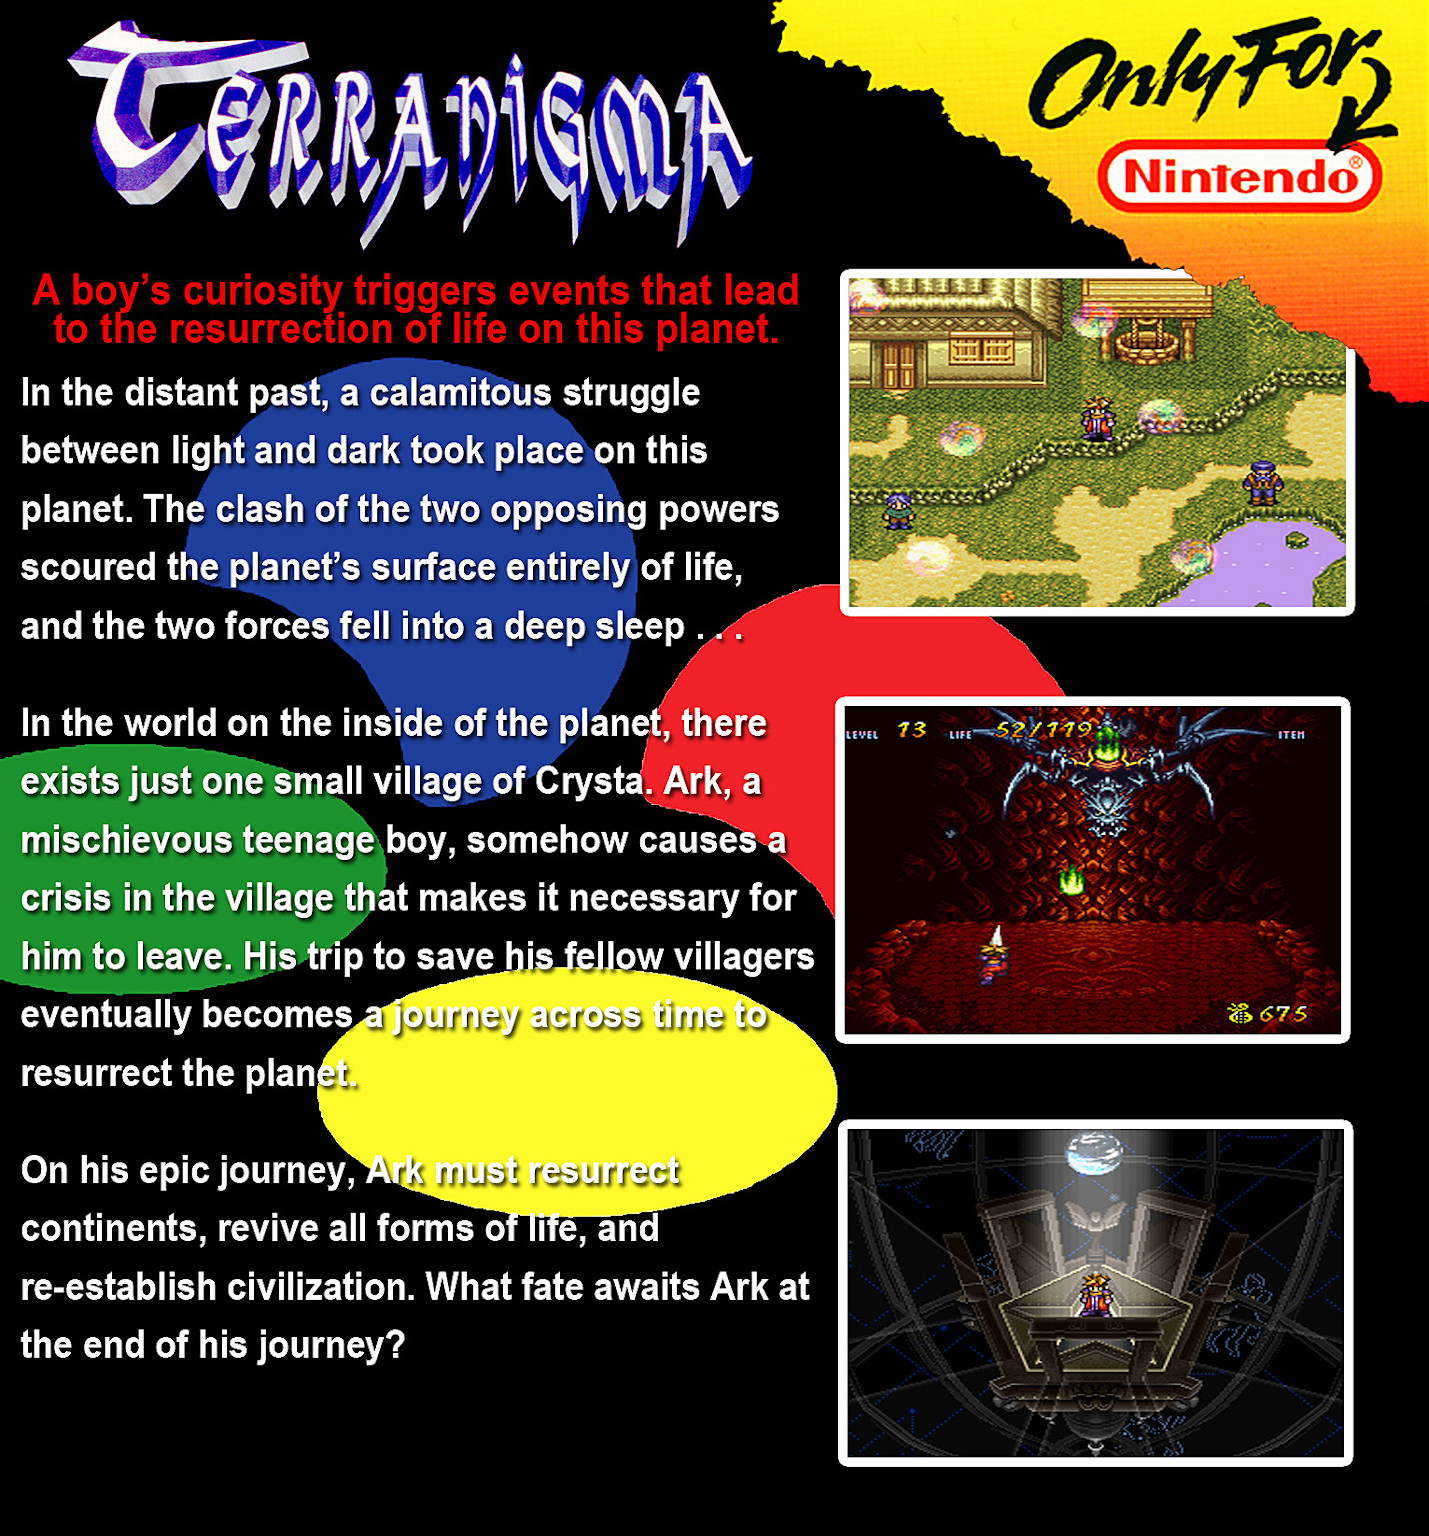 Terranigma
Only For
Nintendo®
A boy’s curiosity triggers events that lead
to the resurrection of life on this planet.
In the distant past, a calamitous struggle
between light and dark took place on this
planet. The clash of the two opposing powers
scoured the planet’s surface entirely of life,
and the two forces fell into a deep sleep . . .
In the world on the inside of the planet, there
exists just one small village of Crysta. Ark, a
mischievous teenage boy, somehow causes a
crisis in the village that makes it necessary for
him to leave. His trip to save his fellow villagers
eventually becomes a journey across time to
resurrect the planet.
On his epic journey, Ark must resurrect
continents, revive all forms of life, and
re-establish civilization. What fate awaits Ark at
the end of his journey?
LEVEL 13 LIFE 52/119 ITEM
675